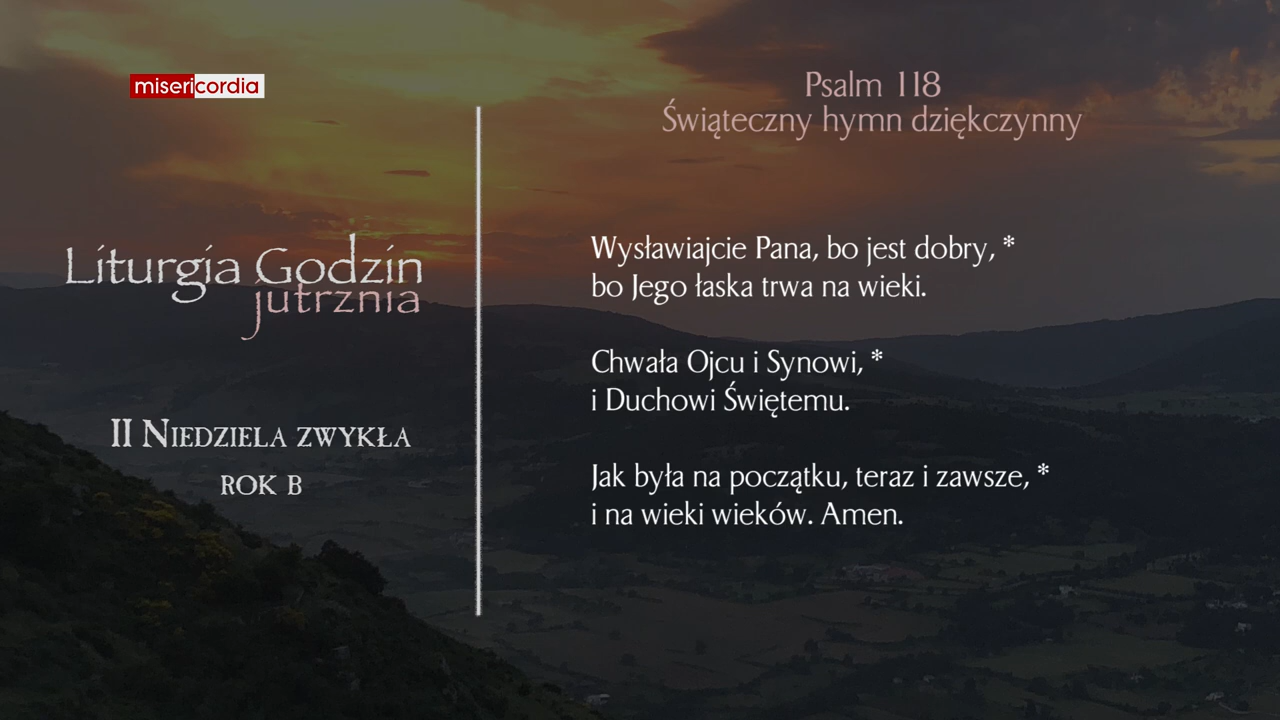 misericordia
Liturgia Godzin
jutrznia
II Niedziela zwykła
rok B
Psalm 118
Świąteczny hymn dziękczynny
Wysławiajcie Pana, bo jest dobry, *
bo Jego łaska trwa na wieki.
Chwała Ojcu i Synowi, *
i Duchowi Świętemu.
Jak była na początku, teraz i zawsze, *
i na wieki wieków. Amen.